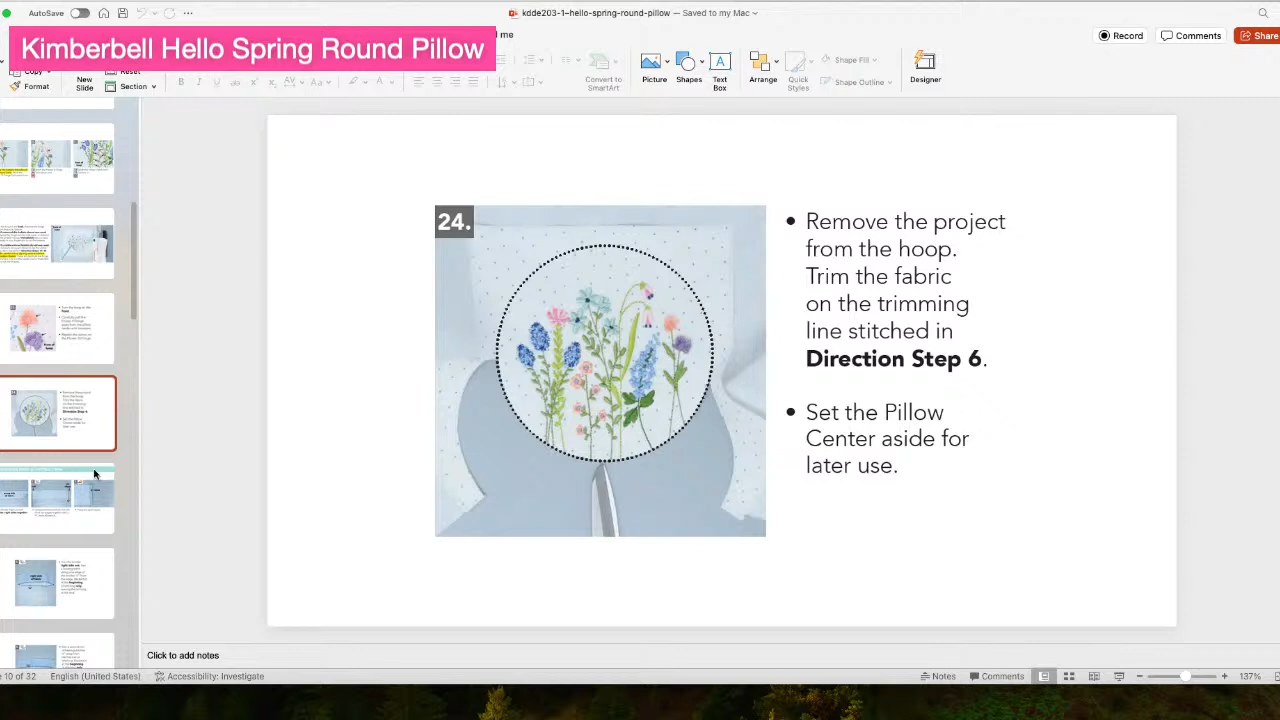 AutoSave
kdde203-1-hello-spring-round-pillow — Saved to my Mac
Kimberbell Hello Spring Round Pillow
me
Record
Comments
Share
Copy
Format
New
Slide
Reset
Section
Convert to
SmartArt
Picture
Shapes
Text
Box
Arrange
Quick
Styles
Shape Fill
Shape Outline
Designer
24.
• Remove the project
from the hoop.
Trim the fabric
on the trimming
line stitched in
Direction Step 6.
• Set the Pillow
Center aside for
later use.
Click to add notes
10 of 32
English (United States)
Accessibility: Investigate
Notes
Comments
137%